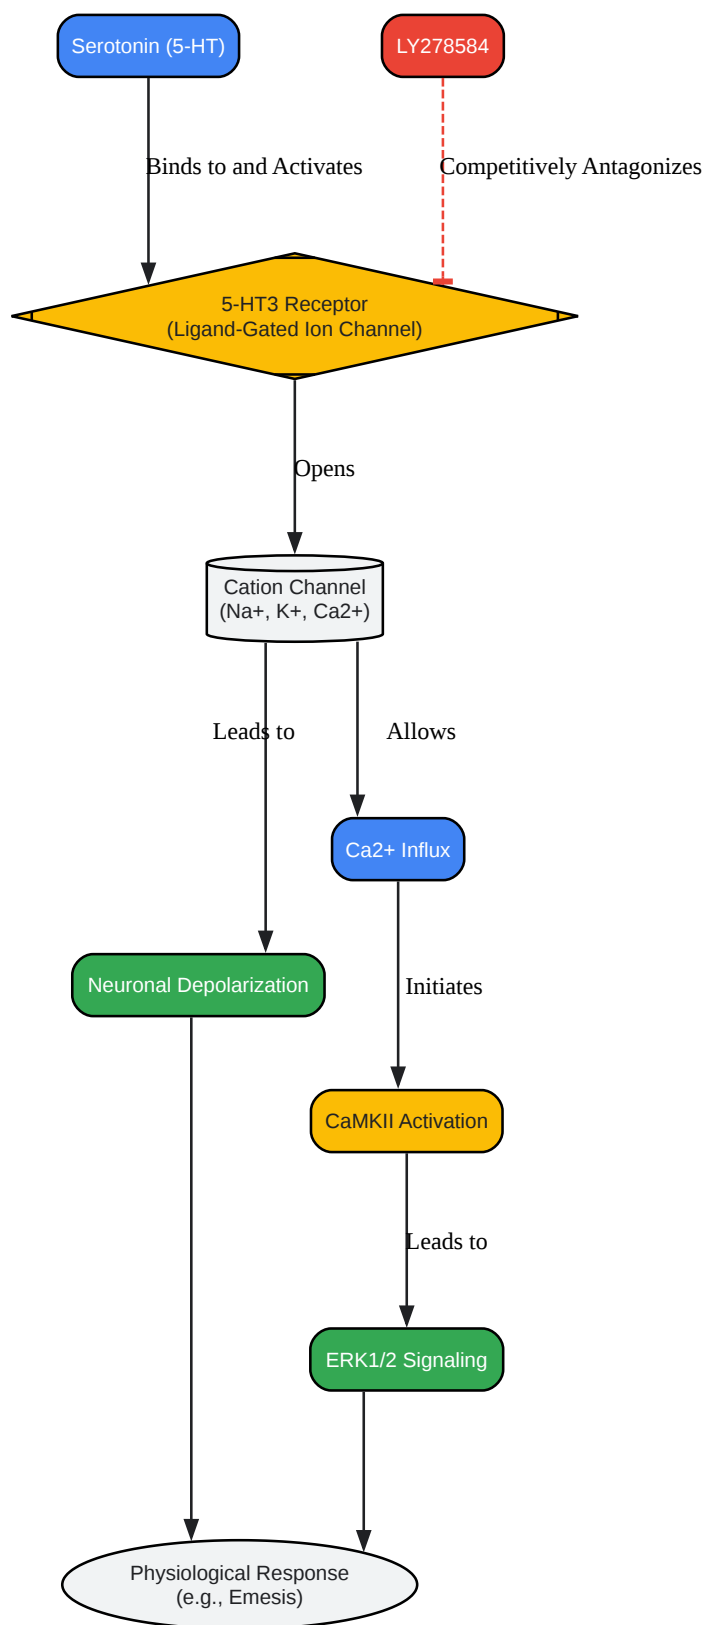 Serotonin (5-HT)
LY278584
Binds to and Activates
Competitively Antagonizes
5-HT3 Receptor
(Ligand-Gated Ion Channel)
Opens
Cation Channel
(Na+, K+, Ca2+)
Leads to
Allows
Ca2+ Influx
Neuronal Depolarization
Initiates
CaMKII Activation
Leads to
ERK1/2 Signaling
Physiological Response
(e.g., Emesis)